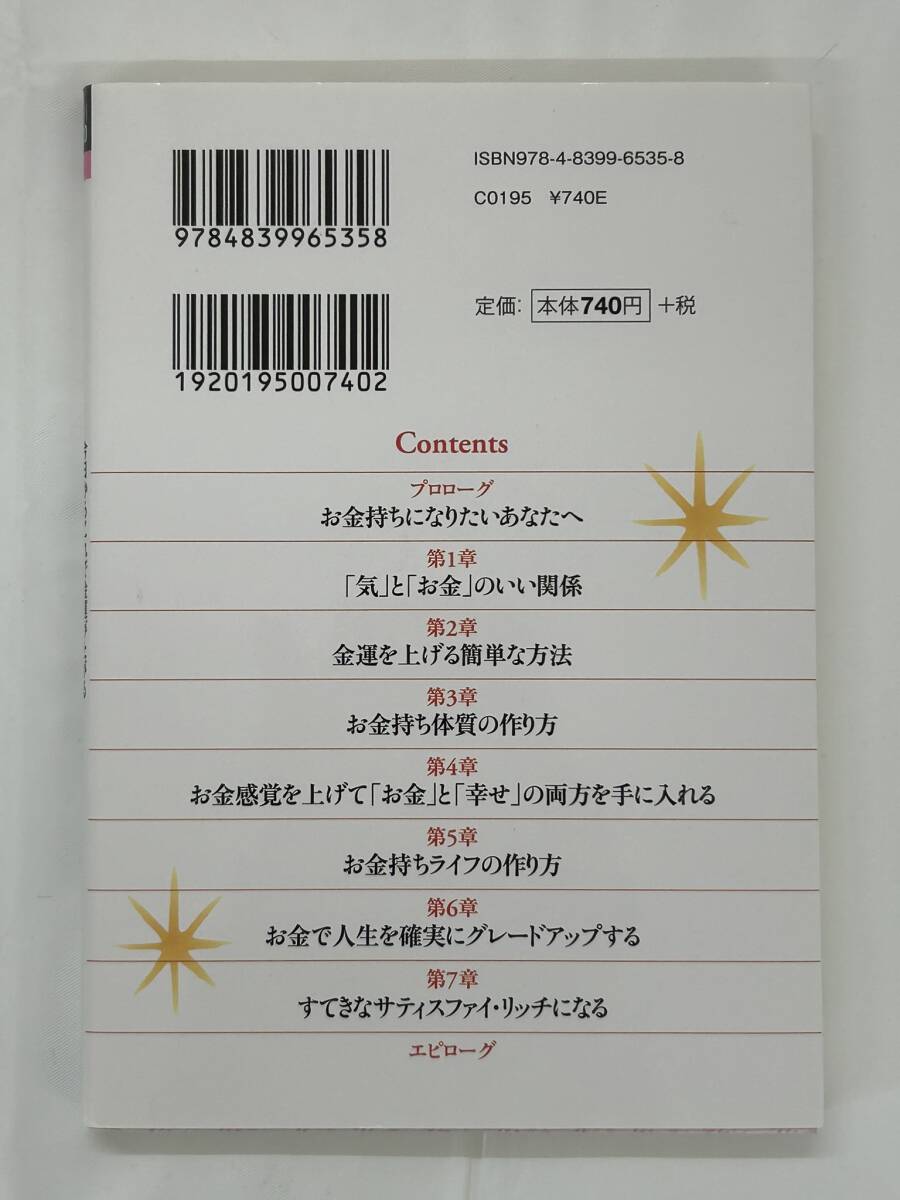 ISBN978-4-8399-6535-8
C0195 ¥740E
9784839965358
定価: 本体740円 +税
1920195007402
Contents
プロローグ
お金持ちになりたいあなたへ
第1章
「気」と「お金」のいい関係
第2章
金運を上げる簡単な方法
第3章
お金持ち体質の作り方
第4章
お金感覚を上げて「お金」と「幸せ」の両方を手に入れる
第5章
お金持ちライフの作り方
第6章
お金で人生を確実にグレードアップする
第7章
すてきなサティスファイ・リッチになる
エピローグ